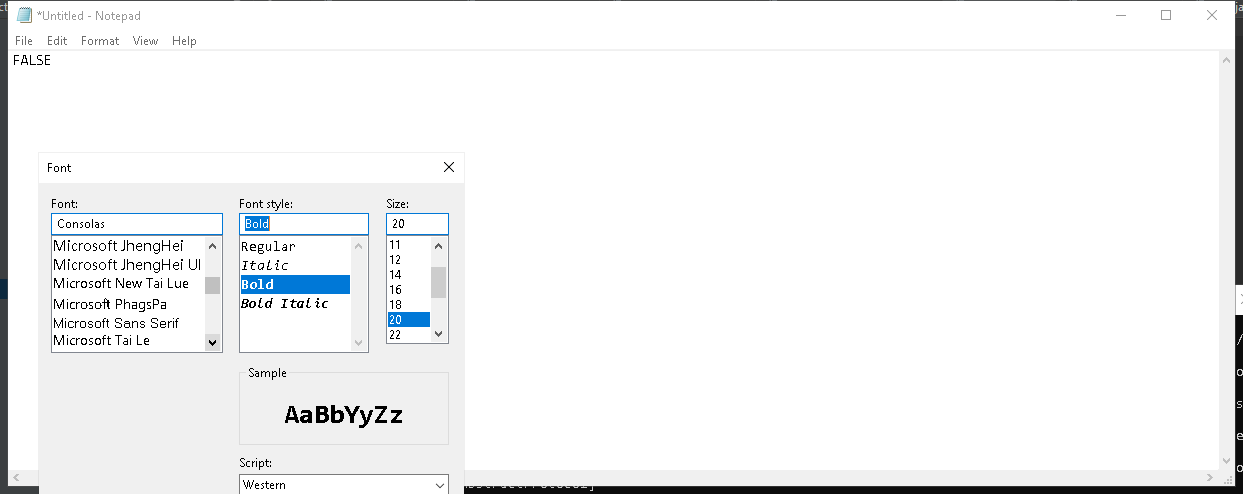 *Untitled - Notepad
File Edit Format View Help
FALSE
Font
Font: Font style: Size:
Consolas Bold 20
Microsoft JhengHei
Microsoft JhengHei UI
Microsoft New Tai Lue
Microsoft PhagsPa
Microsoft Sans Serif
Microsoft Tai Le
Regular
Italic
Bold
Bold Italic
11
12
14
16
18
20
22
Sample
AaBbYyZz
Script:
Western